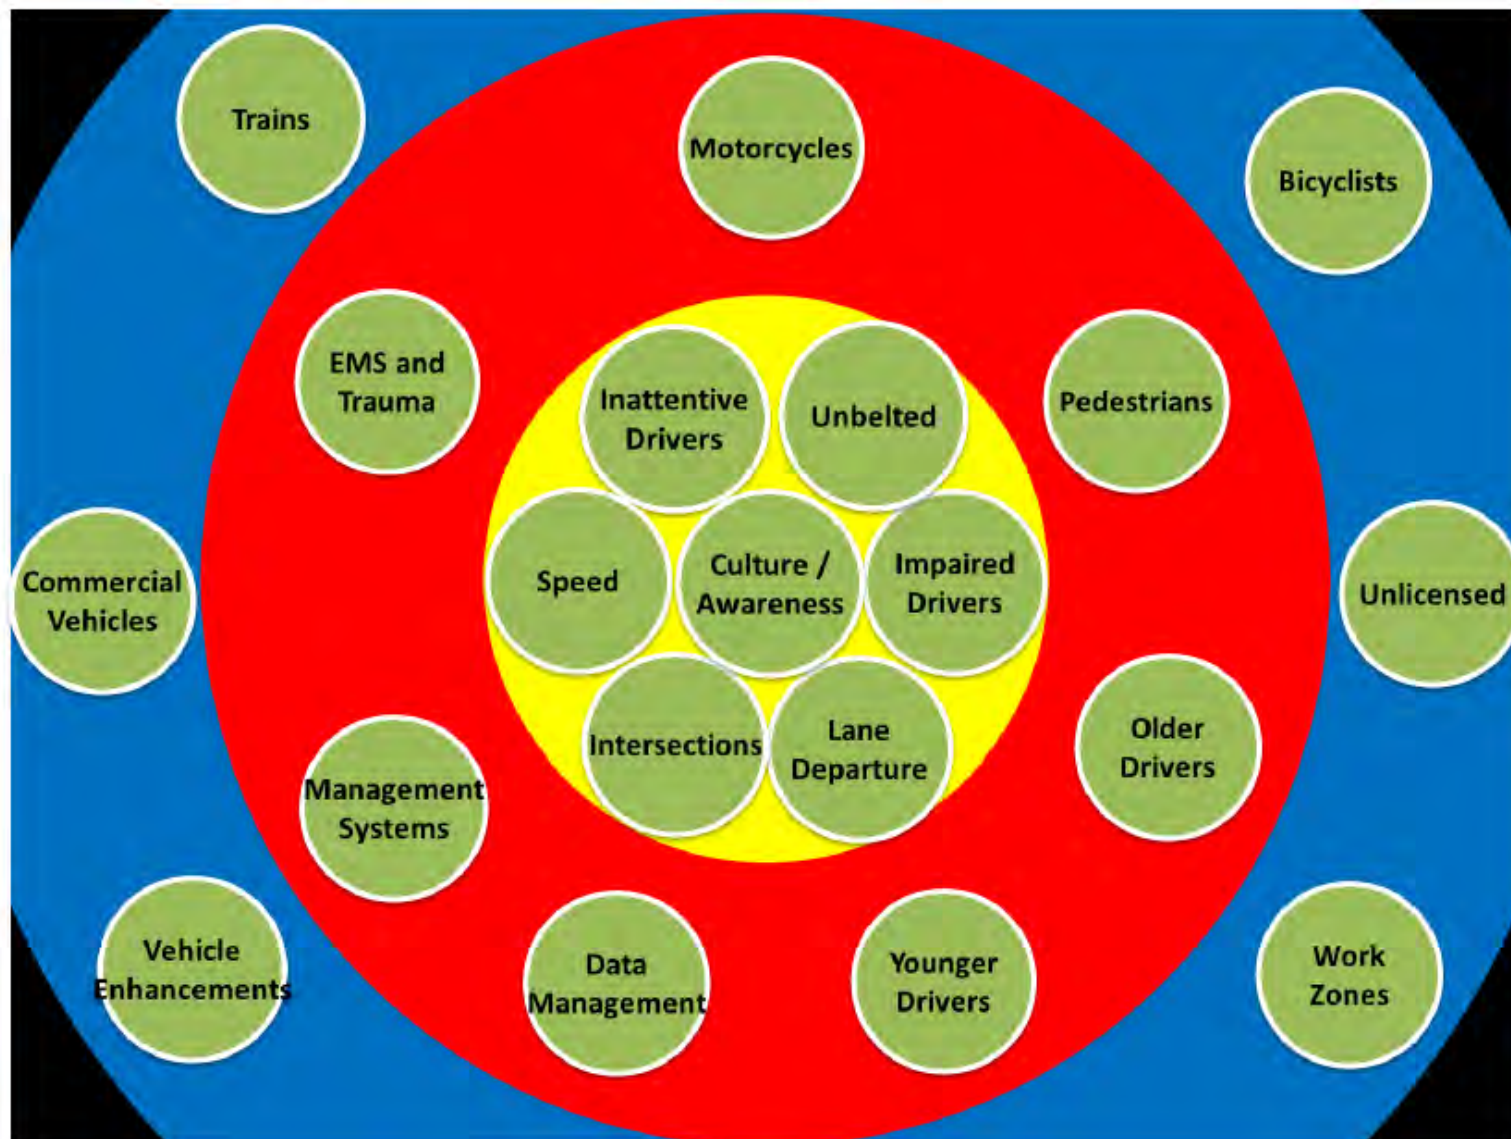 Trains
Motorcycles
Bicyclists
EMS and
Trauma
Inattentive
Drivers
Unbelted
Pedestrians
Commercial
Vehicles
Speed
Culture /
Awareness
Impaired
Drivers
Unlicensed
Management
Systems
Intersections
Lane
Departure
Older
Drivers
Vehicle
Enhancements
Data
Management
Younger
Drivers
Work
Zones